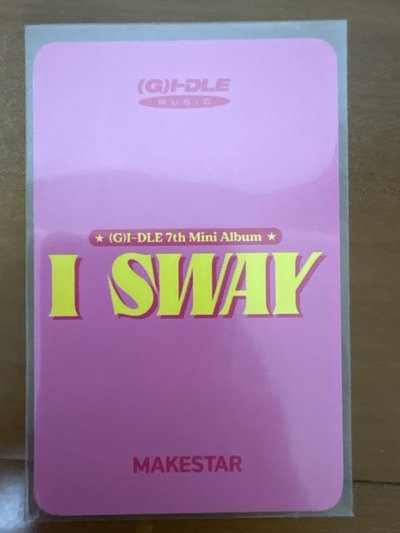 (G)I-DLE
MUSIC
★ (G)I-DLE 7th Mini Album ★
I SWAY
MAKESTAR